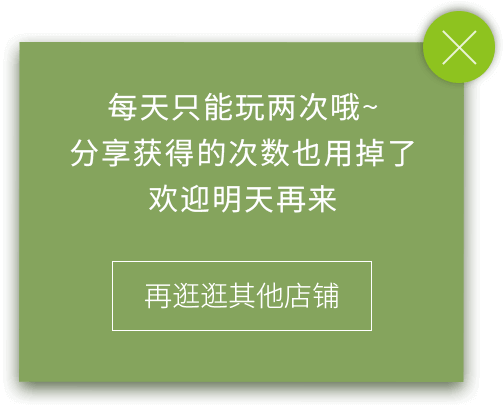 每天只能玩两次哦~
分享获得的次数也用掉了
欢迎明天再来
再逛逛其他店铺